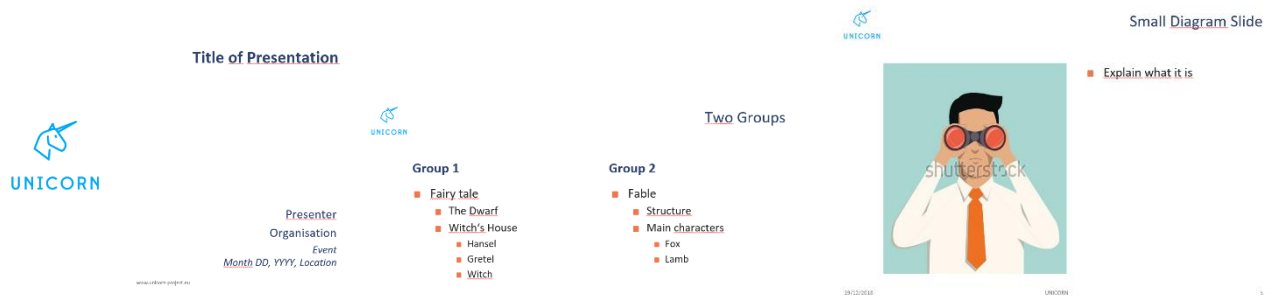 UNICORN
Title of Presentation
Presenter
Organisation
Event
Month DD, YYYY, Location
www.unicorn-project.eu
UNICORN
Two Groups
Group 1
Fairy tale
The Dwarf
Witch's House
Hansel
Gretel
Witch
Group 2
Fable
Structure
Main characters
Fox
Lamb
UNICORN
Small Diagram Slide
Explain what it is
shutterstock
19/12/2016
UNICORN